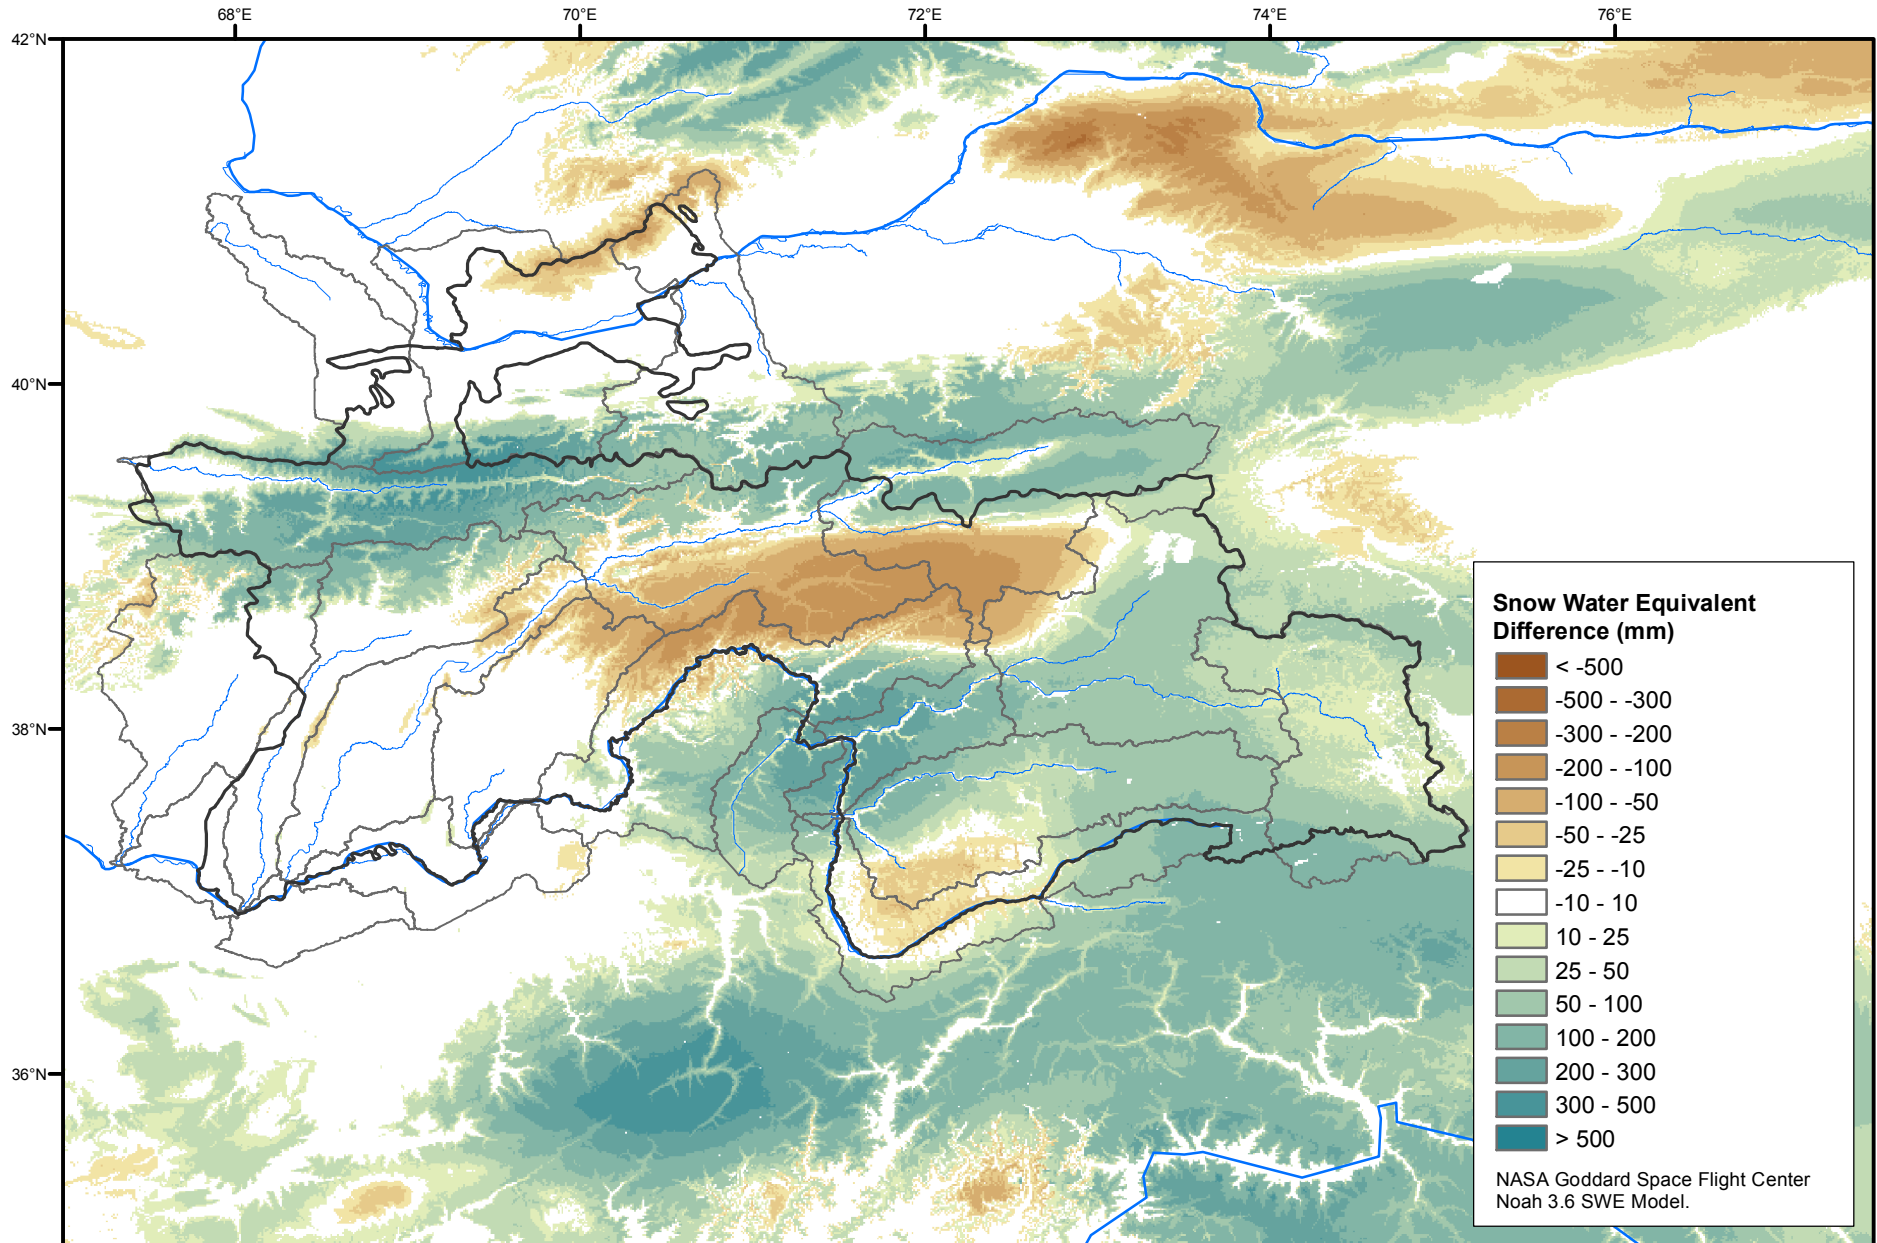 68°E 70°E 72°E 74°E 76°E
42°N
40°N
38°N
36°N
Snow Water Equivalent
Difference (mm)
< -500
-500 - -300
-300 - -200
-200 - -100
-100 - -50
-50 - -25
-25 - -10
-10 - 10
10 - 25
25 - 50
50 - 100
100 - 200
200 - 300
300 - 500
> 500
NASA Goddard Space Flight Center
Noah 3.6 SWE Model.